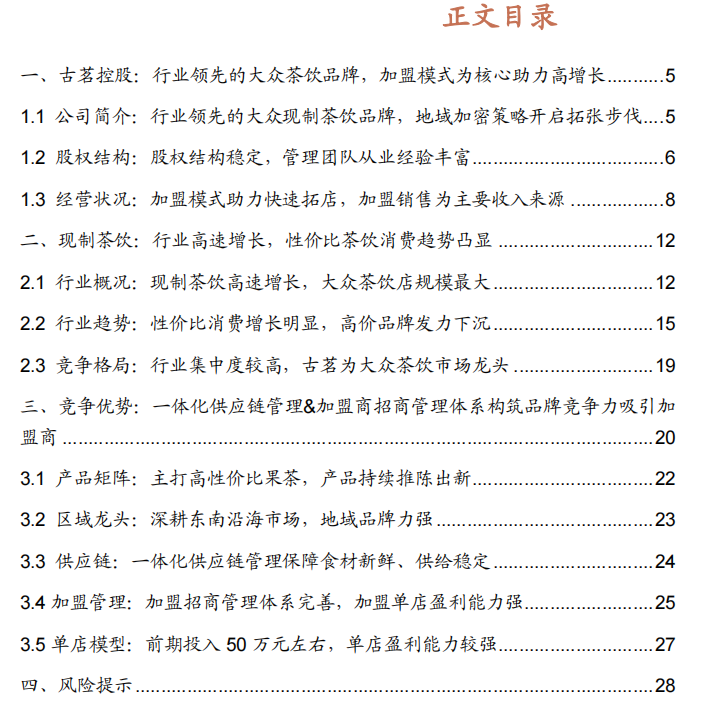 正文目录
一、古茗控股：行业领先的大众茶饮品牌，加盟模式为核心助力高增长...........5
1.1 公司简介：行业领先的大众现制茶饮品牌，地域加密策略开启拓张步伐....5
1.2 股权结构：股权结构稳定，管理团队从业经验丰富.....................................6
1.3 经营状况：加盟模式助力快速拓店，加盟销售为主要收入来源..................8
二、现制茶饮：行业高速增长，性价比茶饮消费趋势凸显..............................12
2.1 行业概况：现制茶饮高速增长，大众茶饮店规模最大...............................12
2.2 行业趋势：性价比消费增长明显，高价品牌发力下沉...............................15
2.3 竞争格局：行业集中度较高，古茗为大众茶饮市场龙头...........................19
三、竞争优势：一体化供应链管理&加盟商招商管理体系构筑品牌竞争力吸引加
盟商..................................................................................................................20
3.1 产品矩阵：主打高性价比果茶，产品持续推陈出新...................................22
3.2 区域龙头：深耕东南沿海市场，地域品牌力强..........................................23
3.3 供应链：一体化供应链管理保障食材新鲜、供给稳定...............................24
3.4 加盟管理：加盟招商管理体系完善，加盟单店盈利能力强.........................25
3.5 单店模型：前期投入 50 万元左右，单店盈利能力较强..............................27
四、风险提示....................................................................................................28